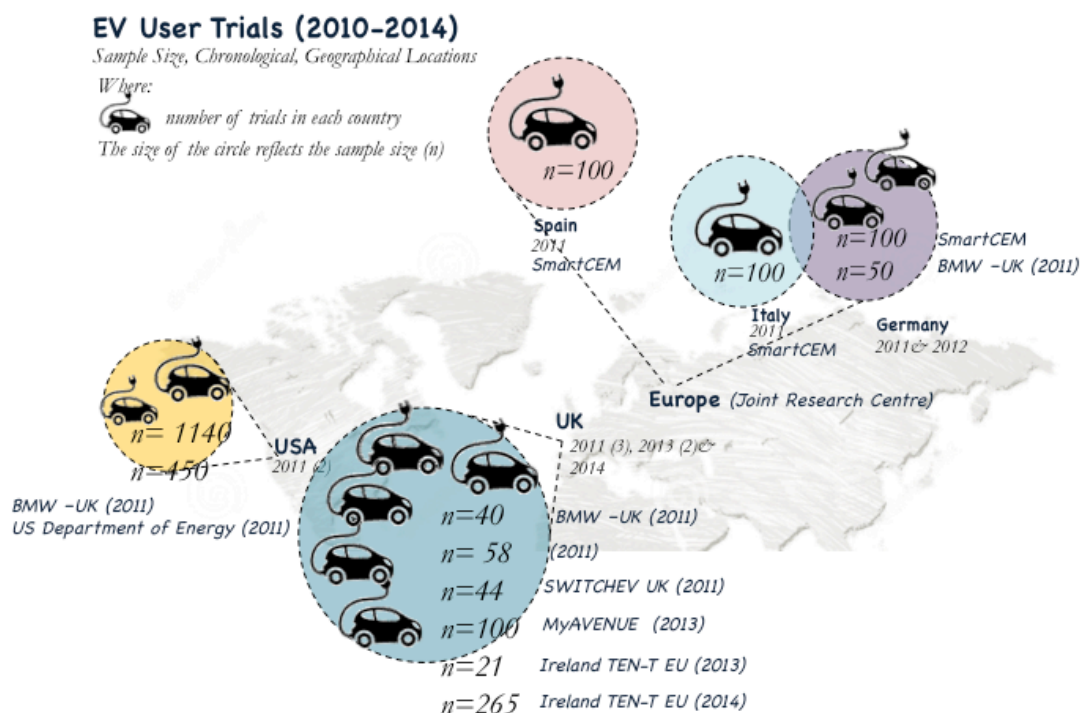 EV User Trials (2010-2014)
Sample Size, Chronological, Geographical Locations
Where:
number of trials in each country
The size of the circle reflects the sample size (n)
n=100
Spain
2011
SmartCEM
n=100
Italy
2011
SmartCEM
n=100 SmartCEM
n=50 BMW -UK (2011)
Germany
2011& 2012
Europe (Joint Research Centre)
n= 1140
n=450
USA
2011 (2)
BMW -UK (2011)
US Department of Energy (2011)
UK
2011 (3), 2013 (2)&
2014
n=40 BMW -UK (2011)
n= 58 (2011)
n=44 SWITCHEV UK (2011)
n=100 MyAVENUE (2013)
n=21 Ireland TEN-T EU (2013)
n=265 Ireland TEN-T EU (2014)